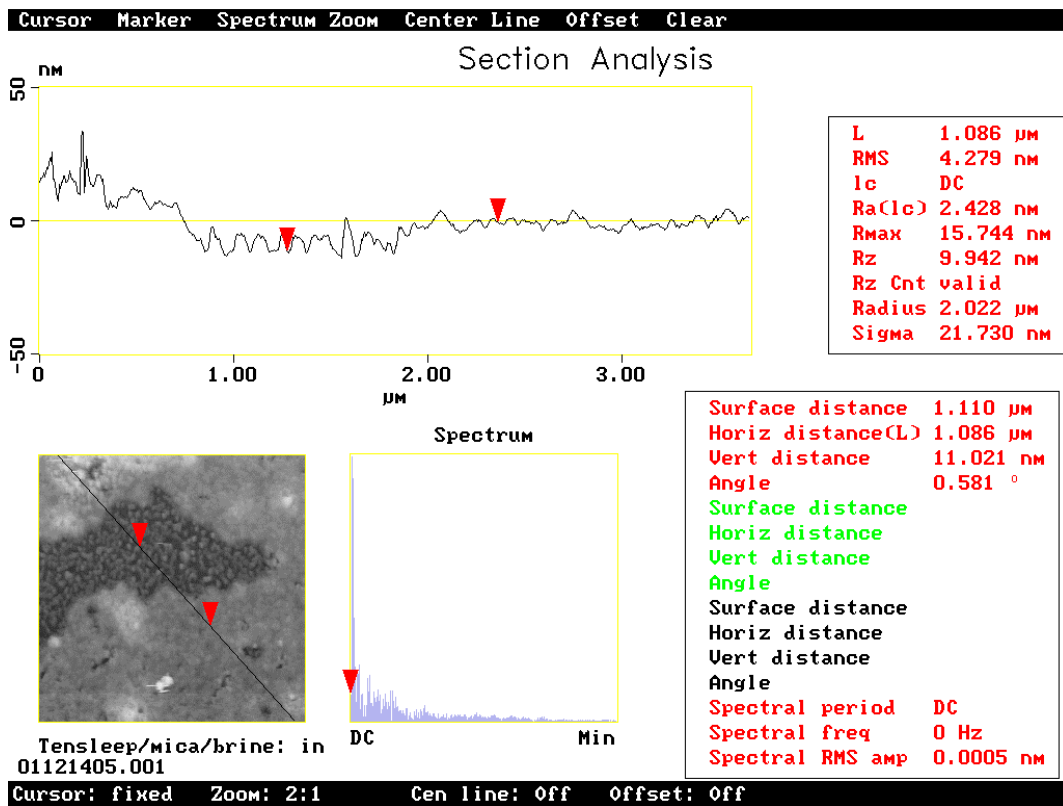 Cursor Marker Spectrum Zoom Center Line Offset Clear
Section Analysis
nm
50
0
-50
0 1.00 2.00 3.00
µm
L 1.086 µm
RMS 4.279 nm
lc DC
Ra(lc) 2.428 nm
Rmax 15.744 nm
Rz 9.942 nm
Rz Cnt valid
Radius 2.022 µm
Sigma 21.730 nm
Surface distance 1.110 µm
Horiz distance(L) 1.086 µm
Vert distance 11.021 nm
Angle 0.581 °
Surface distance
Horiz distance
Vert distance
Angle
Surface distance
Horiz distance
Vert distance
Angle
Spectral period DC
Spectral freq 0 Hz
Spectral RMS amp 0.0005 nm
Spectrum
DC Min
Tensleep/mica/brine: in
01121405.001
Cursor: fixed Zoom: 2:1 Cen line: Off Offset: Off